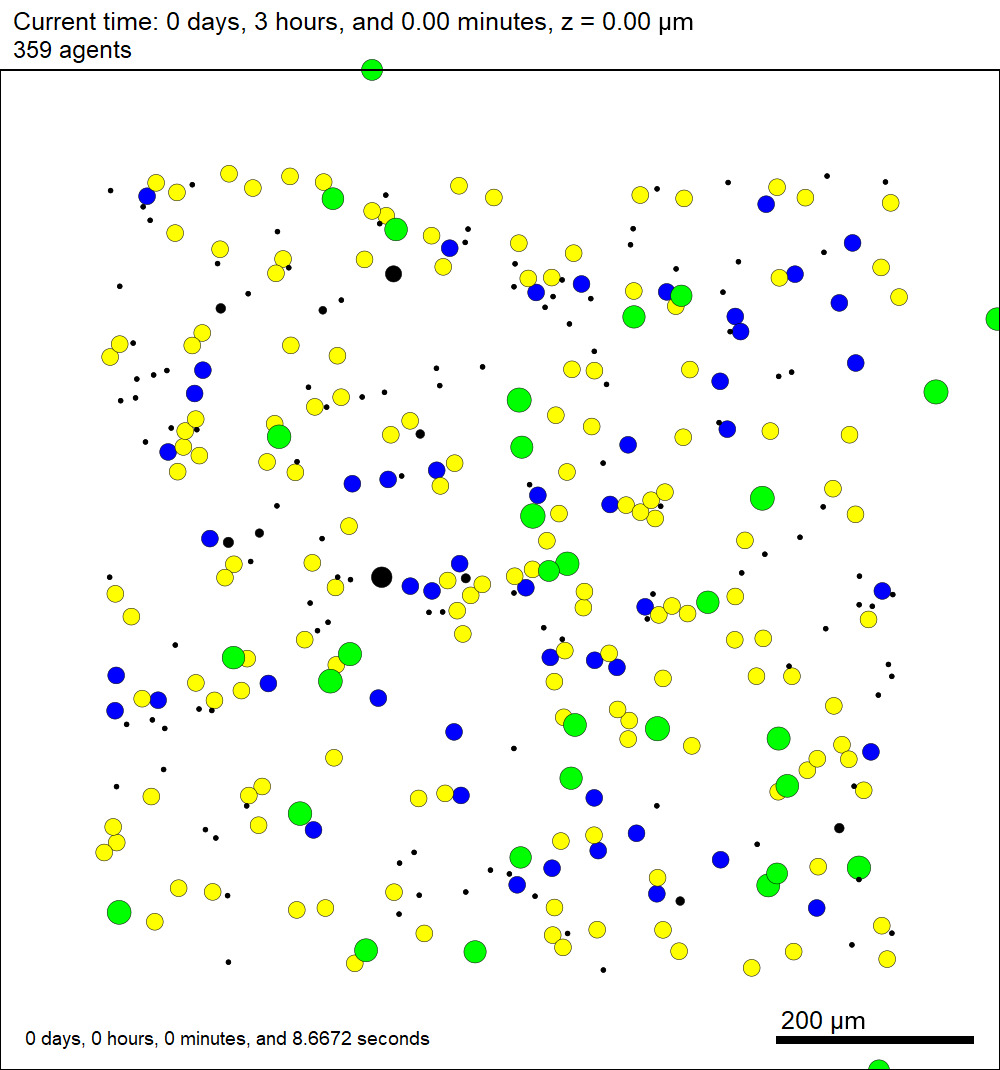 Current time: 0 days, 3 hours, and 0.00 minutes, z = 0.00 µm
359 agents
200 µm
0 days, 0 hours, 0 minutes, and 8.6672 seconds